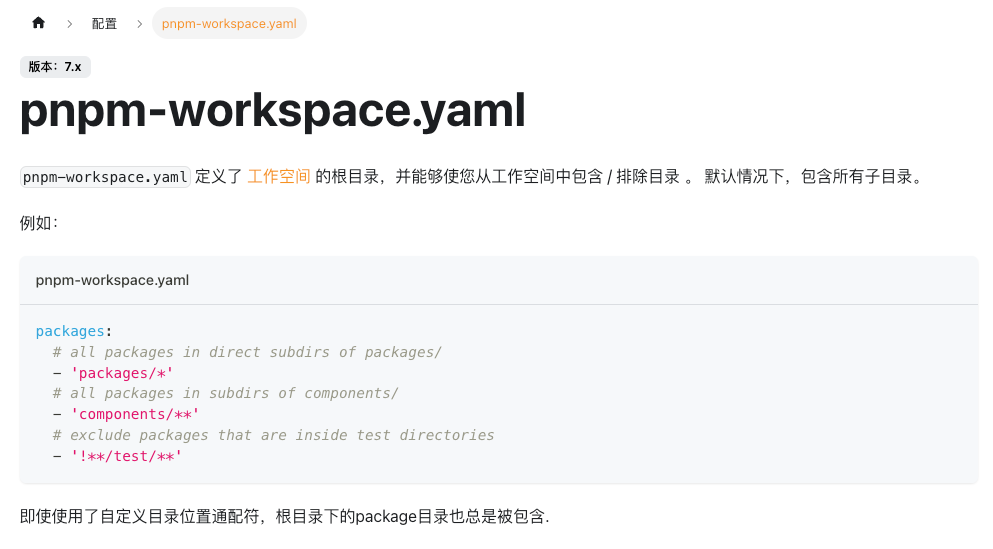 配置 pnpm-workspace.yaml
版本：7.x
pnpm-workspace.yaml
pnpm-workspace.yaml 定义了 工作空间 的根目录，并能够使您从工作空间中包含 / 排除目录 。 默认情况下，包含所有子目录。
例如：
pnpm-workspace.yaml
packages:
  # all packages in direct subdirs of packages/
  - 'packages/*'
  # all packages in subdirs of components/
  - 'components/**'
  # exclude packages that are inside test directories
  - '!**/test/**'
即使使用了自定义目录位置通配符，根目录下的package目录也总是被包含.